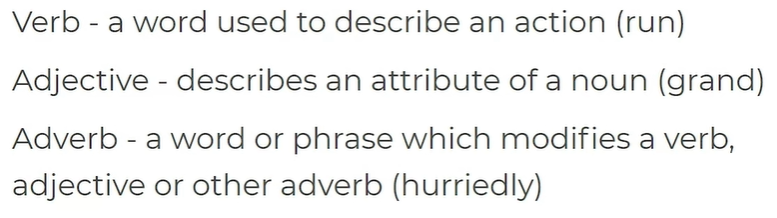 Verb - a word used to describe an action (run)
Adjective - describes an attribute of a noun (grand)
Adverb - a word or phrase which modifies a verb,
adjective or other adverb (hurriedly)